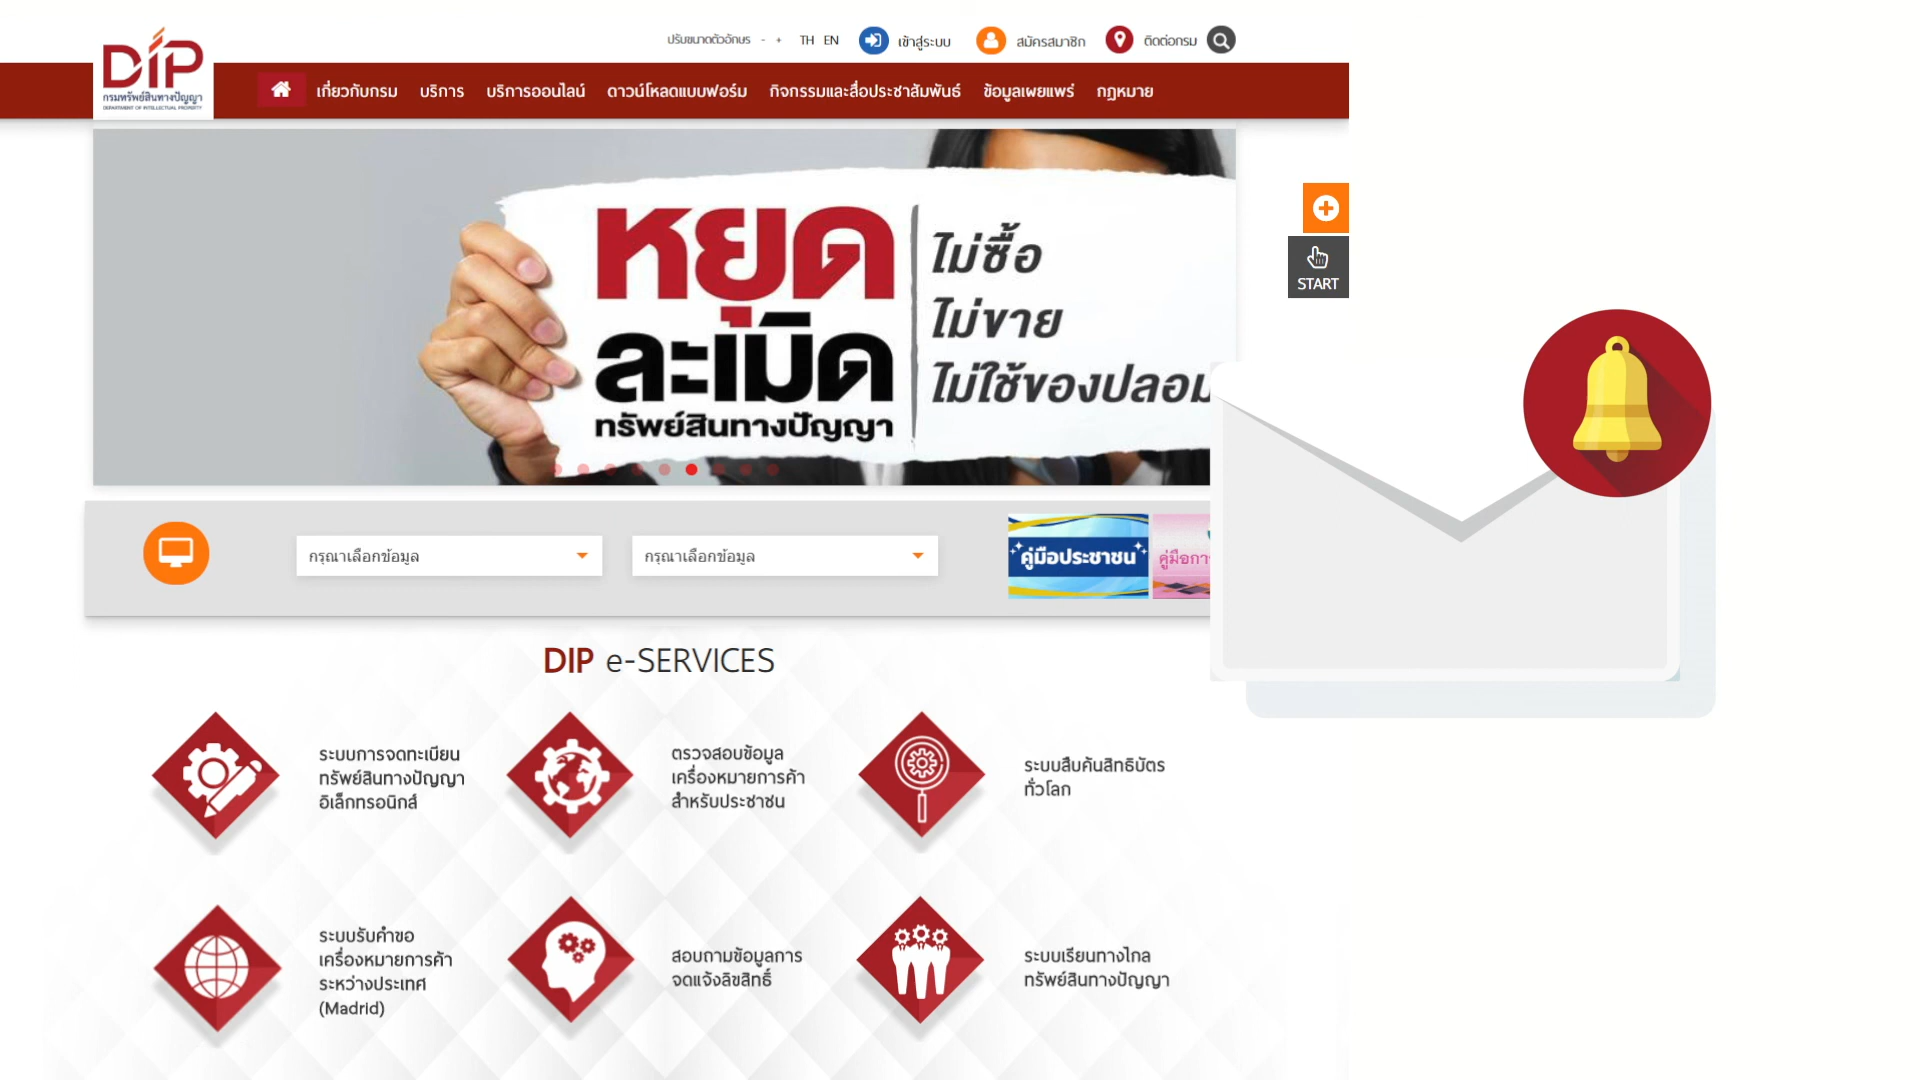 ปรับขนาดตัวอักษร - + TH EN เข้าสู่ระบบ สมัครสมาชิก ติดต่อกรม
DIP
กรมทรัพย์สินทางปัญญา
DEPARTMENT OF INTELLECTUAL PROPERTY
เกี่ยวกับกรม บริการ บริการออนไลน์ ดาวน์โหลดแบบฟอร์ม กิจกรรมและสื่อประชาสัมพันธ์ ข้อมูลเผยแพร่ กฎหมาย
หยุด
ละเมิด
ทรัพย์สินทางปัญญา
ไม่ซื้อ
ไม่ขาย
ไม่ใช้ของปลอม
START
กรุณาเลือกข้อมูล
กรุณาเลือกข้อมูล
คู่มือประชาชน
คู่มือกา
DIP e-SERVICES
ระบบการจดทะเบียน
ทรัพย์สินทางปัญญา
อิเล็กทรอนิกส์
ตรวจสอบข้อมูล
เครื่องหมายการค้า
สำหรับประชาชน
ระบบสืบค้นสิทธิบัตร
ทั่วโลก
ระบบรับคำขอ
เครื่องหมายการค้า
ระหว่างประเทศ
(Madrid)
สอบถามข้อมูลการ
จดแจ้งลิขสิทธิ์
ระบบเรียนทางไกล
ทรัพย์สินทางปัญญา